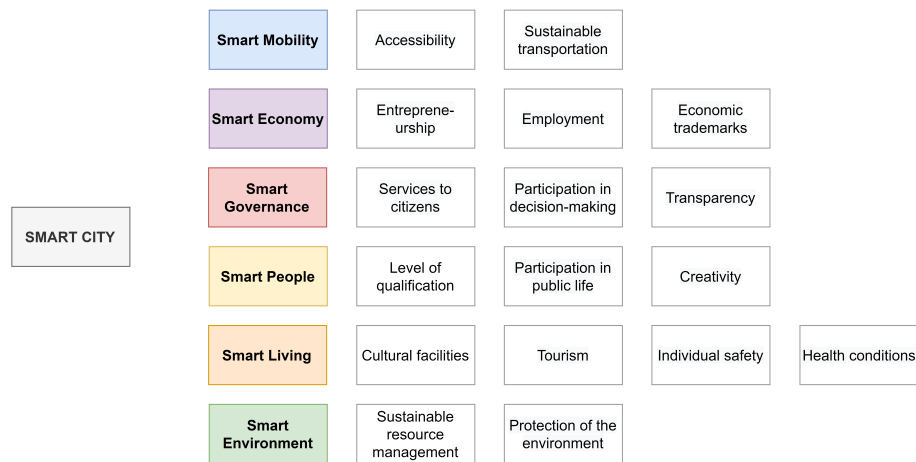 Smart Mobility
Accessibility
Sustainable
transportation
Smart Economy
Entreprene-
urship
Employment
Economic
trademarks
Smart
Governance
Services to
citizens
Participation in
decision-making
Transparency
SMART CITY
Smart People
Level of
qualification
Participation in
public life
Creativity
Smart Living
Cultural facilities
Tourism
Individual safety
Health conditions
Smart
Environment
Sustainable
resource
management
Protection of the
environment